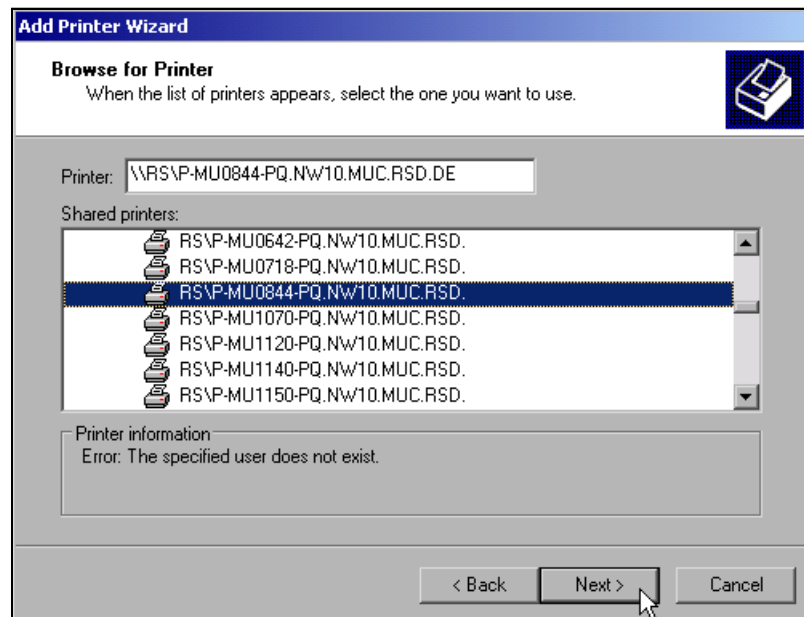 Add Printer Wizard
Browse for Printer
When the list of printers appears, select the one you want to use.
Printer: \\RS\P-MU0844-PQ.NW10.MUC.RSD.DE
Shared printers:
RS\P-MU0642-PQ.NW10.MUC.RSD.
RS\P-MU0718-PQ.NW10.MUC.RSD.
RS\P-MU0844-PQ.NW10.MUC.RSD.
RS\P-MU1070-PQ.NW10.MUC.RSD.
RS\P-MU1120-PQ.NW10.MUC.RSD.
RS\P-MU1140-PQ.NW10.MUC.RSD.
RS\P-MU1150-PQ.NW10.MUC.RSD.
Printer information
Error: The specified user does not exist.
< Back Next > Cancel